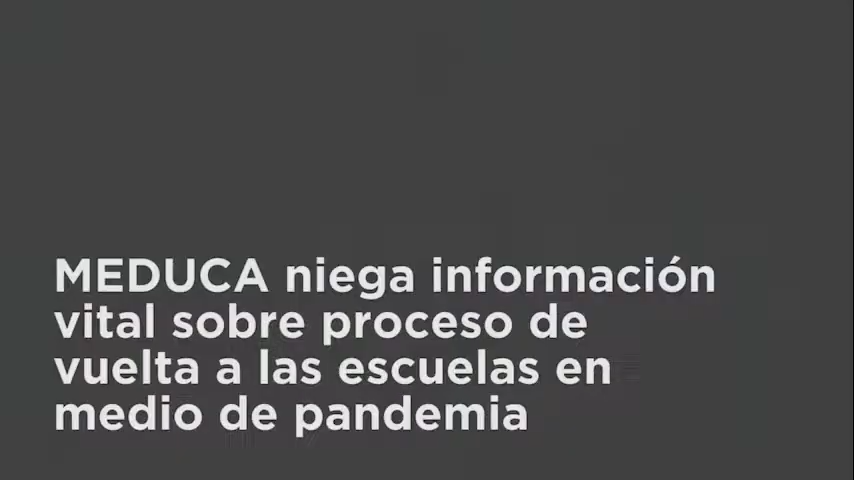 MEDUCA niega información
vital sobre proceso de
vuelta a las escuelas en
medio de pandemia